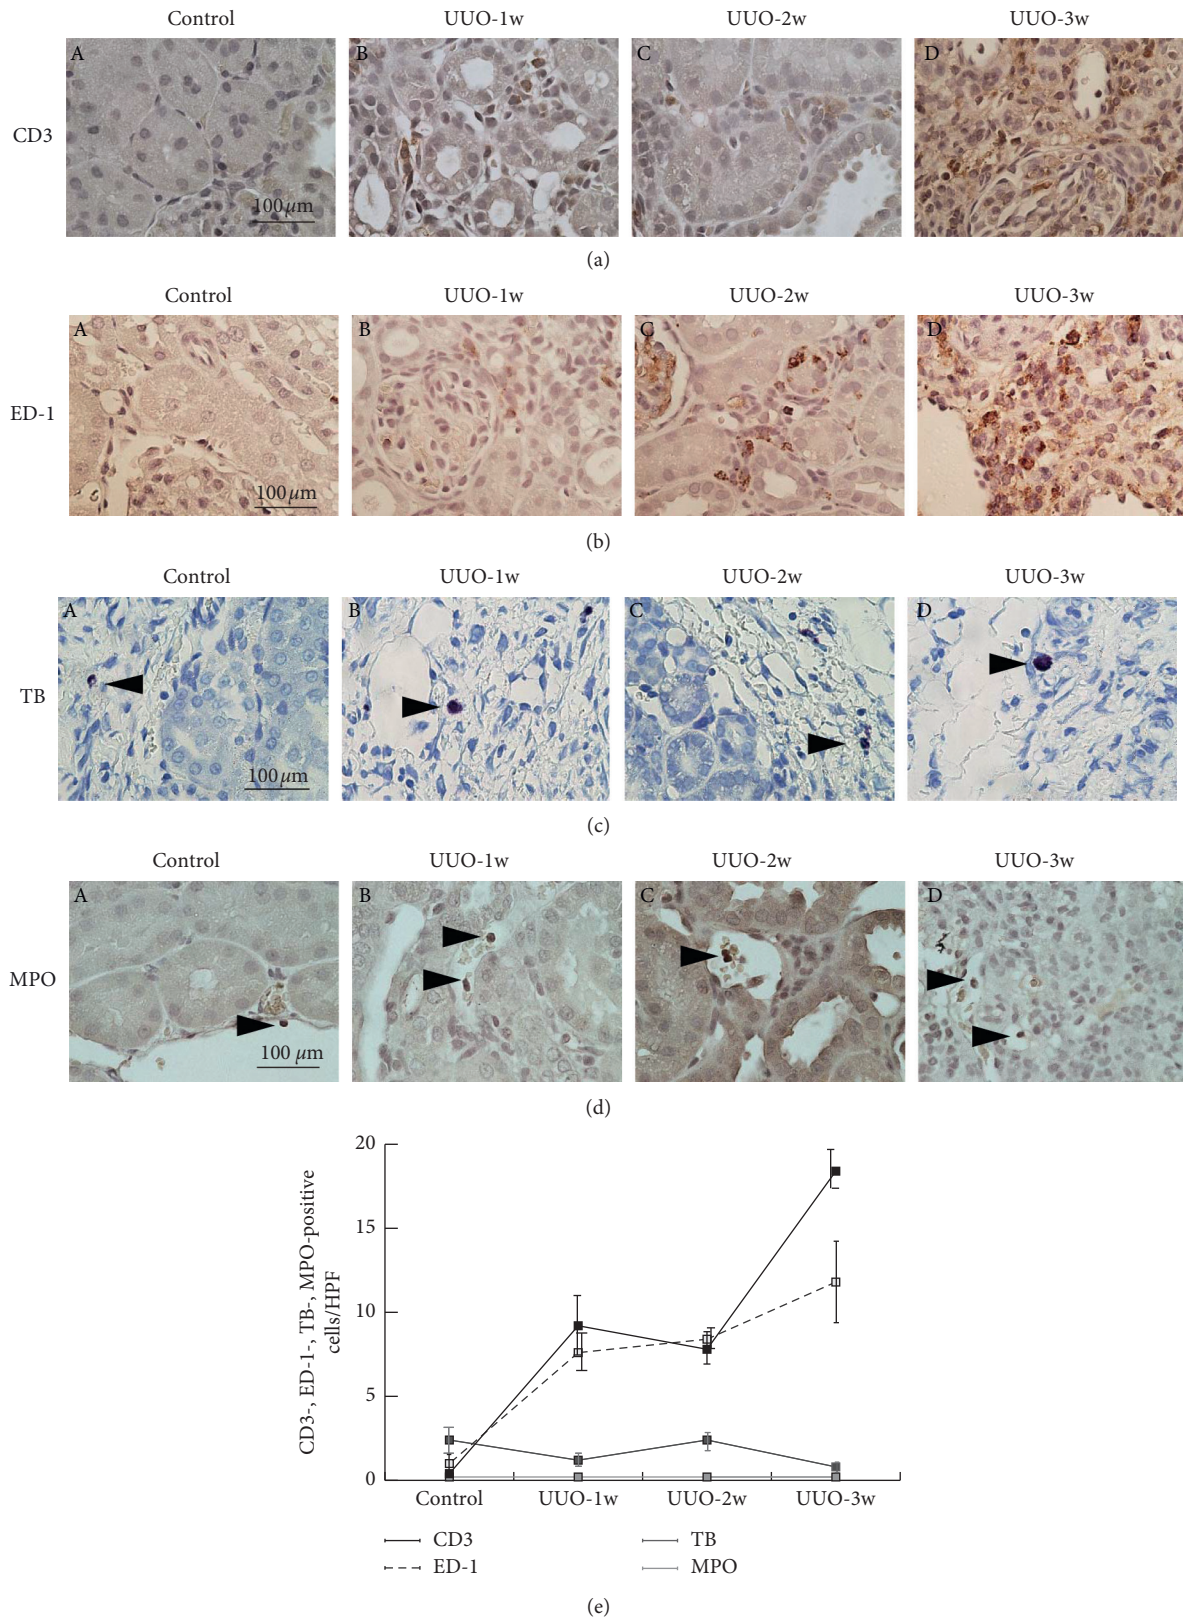 Control UUO-1w UUO-2w UUO-3w
CD3
A B C D
100 μm
(a)
Control UUO-1w UUO-2w UUO-3w
ED-1
A B C D
100 μm
(b)
Control UUO-1w UUO-2w UUO-3w
TB
A B C D
100 μm
(c)
Control UUO-1w UUO-2w UUO-3w
MPO
A B C D
100 μm
(d)
CD3-, ED-1-, TB-, MPO-positive
cells/HPF
20
15
10
5
0
Control UUO-1w UUO-2w UUO-3w
CD3 TB
ED-1 MPO
(e)